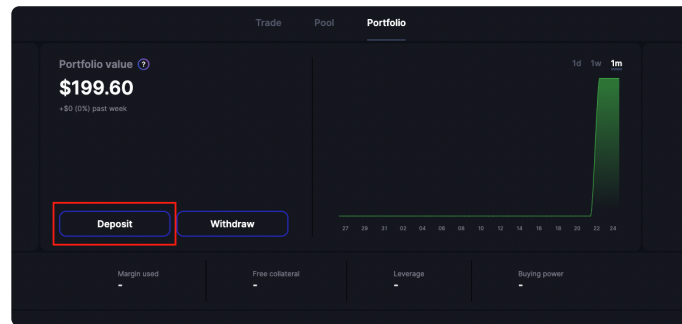 Trade Pool Portfolio
Portfolio value ?
1d 1w 1m
$199.60
+$0 (0%) past week
Deposit Withdraw
27 29 31 02 04 06 08 10 12 14 16 18 20 22 24
Margin used Free collateral Leverage Buying power
- - - -